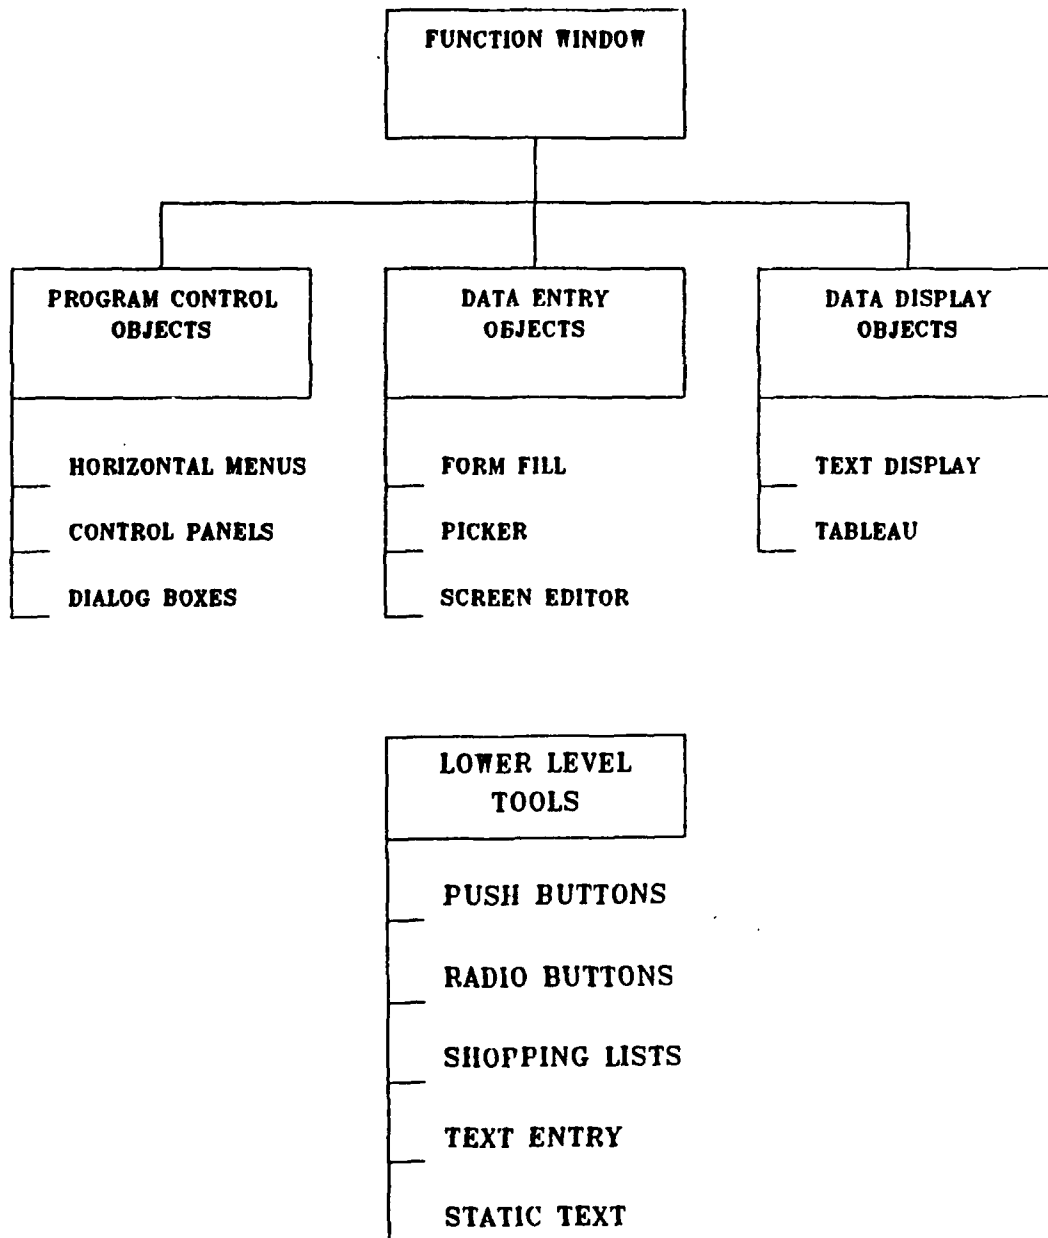 FUNCTION WINDOW
PROGRAM CONTROL
OBJECTS
DATA ENTRY
OBJECTS
DATA DISPLAY
OBJECTS
HORIZONTAL MENUS
CONTROL PANELS
DIALOG BOXES
FORM FILL
PICKER
SCREEN EDITOR
TEXT DISPLAY
TABLEAU
LOWER LEVEL
TOOLS
PUSH BUTTONS
RADIO BUTTONS
SHOPPING LISTS
TEXT ENTRY
STATIC TEXT